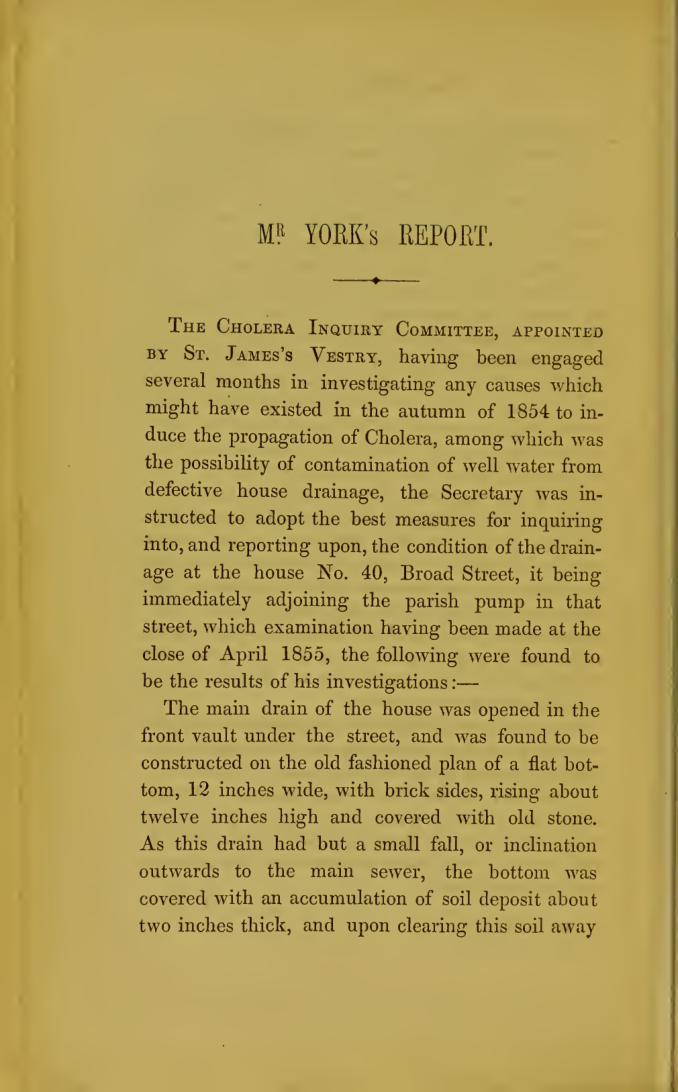 MR. YORK'S REPORT.
THE CHOLERA INQUIRY COMMITTEE, APPOINTED
BY ST. JAMES'S VESTRY, having been engaged
several months in investigating any causes which
might have existed in the autumn of 1854 to in-
duce the propagation of Cholera, among which was
the possibility of contamination of well water from
defective house drainage, the Secretary was in-
structed to adopt the best measures for inquiring
into, and reporting upon, the condition of the drain-
age at the house No. 40, Broad Street, it being
immediately adjoining the parish pump in that
street, which examination having been made at the
close of April 1855, the following were found to
be the results of his investigations:—
The main drain of the house was opened in the
front vault under the street, and was found to be
constructed on the old fashioned plan of a flat bot-
tom, 12 inches wide, with brick sides, rising about
twelve inches high and covered with old stone.
As this drain had but a small fall, or inclination
outwards to the main sewer, the bottom was
covered with an accumulation of soil deposit about
two inches thick, and upon clearing this soil away